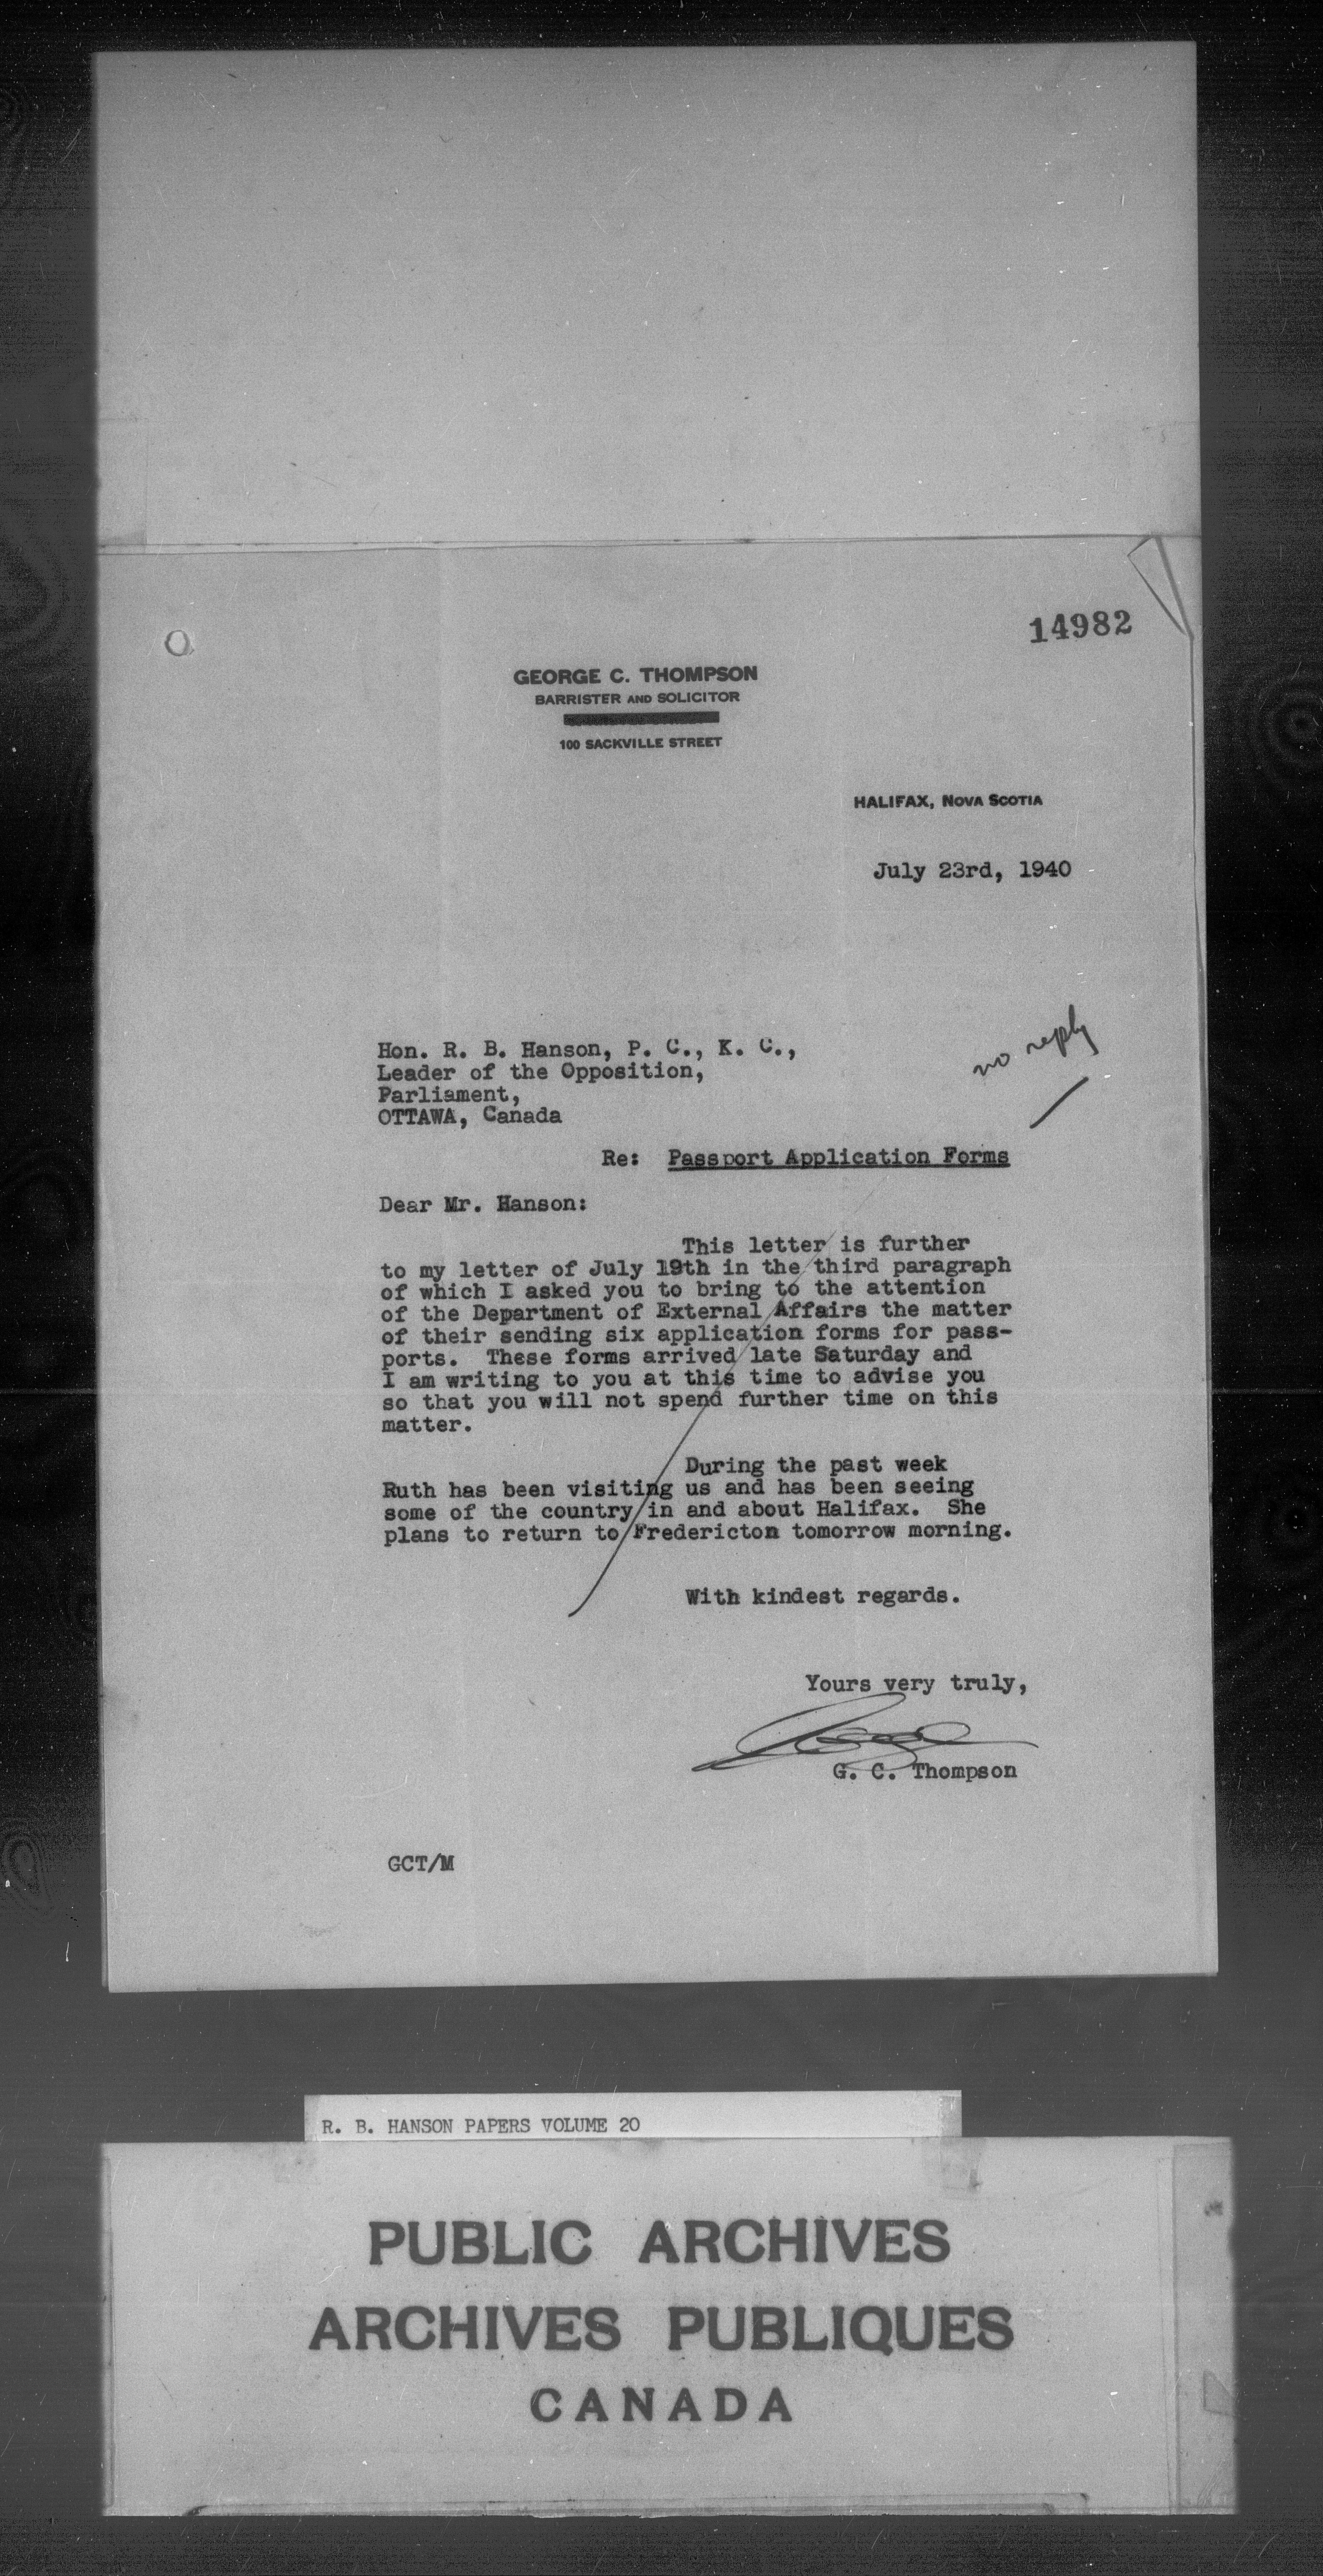 14982
GEORGE C. THOMPSON
BARRISTER AND SOLICITOR
100 SACKVILLE STREET
HALIFAX, NOVA SCOTIA
July 23rd, 1940
no reply
Hon. R. B. Hanson, P. C., K. C.,
Leader of the Opposition,
Parliament,
OTTAWA, Canada
Re: Passport Application Forms
Dear Mr. Hanson:
This letter is further
to my letter of July 19th in the third paragraph
of which I asked you to bring to the attention
of the Department of External Affairs the matter
of their sending six application forms for pass-
ports. These forms arrived late Saturday and
I am writing to you at this time to advise you
so that you will not spend further time on this
matter.
During the past week
Ruth has been visiting us and has been seeing
some of the country in and about Halifax. She
plans to return to Fredericton tomorrow morning.
With kindest regards.
Yours very truly,
G. C. Thompson
GCT/M
R. B. HANSON PAPERS VOLUME 20
PUBLIC ARCHIVES
ARCHIVES PUBLIQUES
CANADA